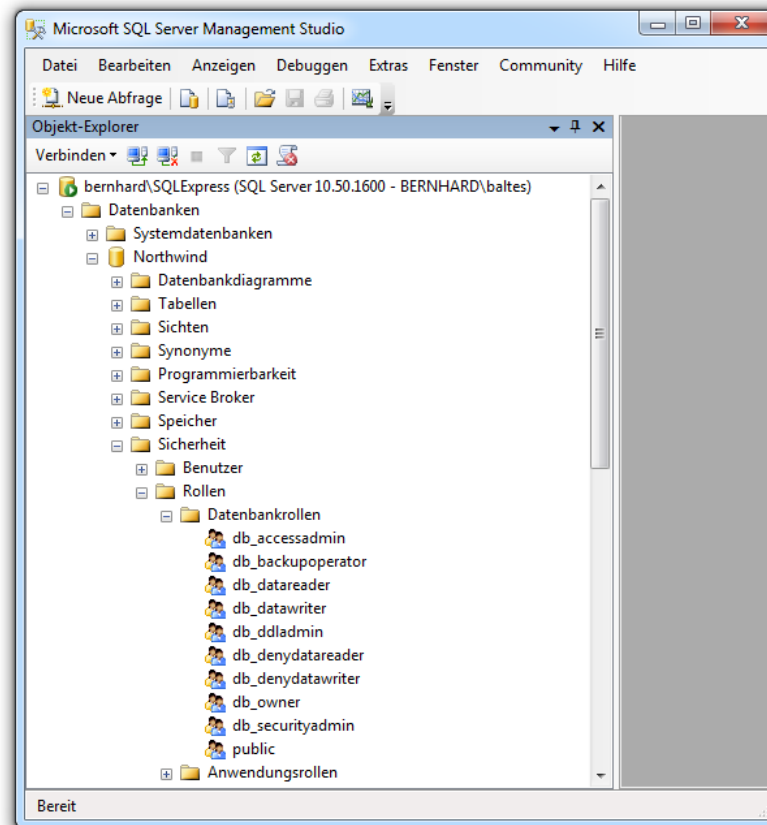 Microsoft SQL Server Management Studio
Datei Bearbeiten Anzeigen Debuggen Extras Fenster Community Hilfe
Neue Abfrage
Objekt-Explorer
Verbinden
bernhard\SQLExpress (SQL Server 10.50.1600 - BERNHARD\baltes)
Datenbanken
Systemdatenbanken
Northwind
Datenbankdiagramme
Tabellen
Sichten
Synonyme
Programmierbarkeit
Service Broker
Speicher
Sicherheit
Benutzer
Rollen
Datenbankrollen
db_accessadmin
db_backupoperator
db_datareader
db_datawriter
db_ddladmin
db_denydatareader
db_denydatawriter
db_owner
db_securityadmin
public
Anwendungsrollen
Bereit